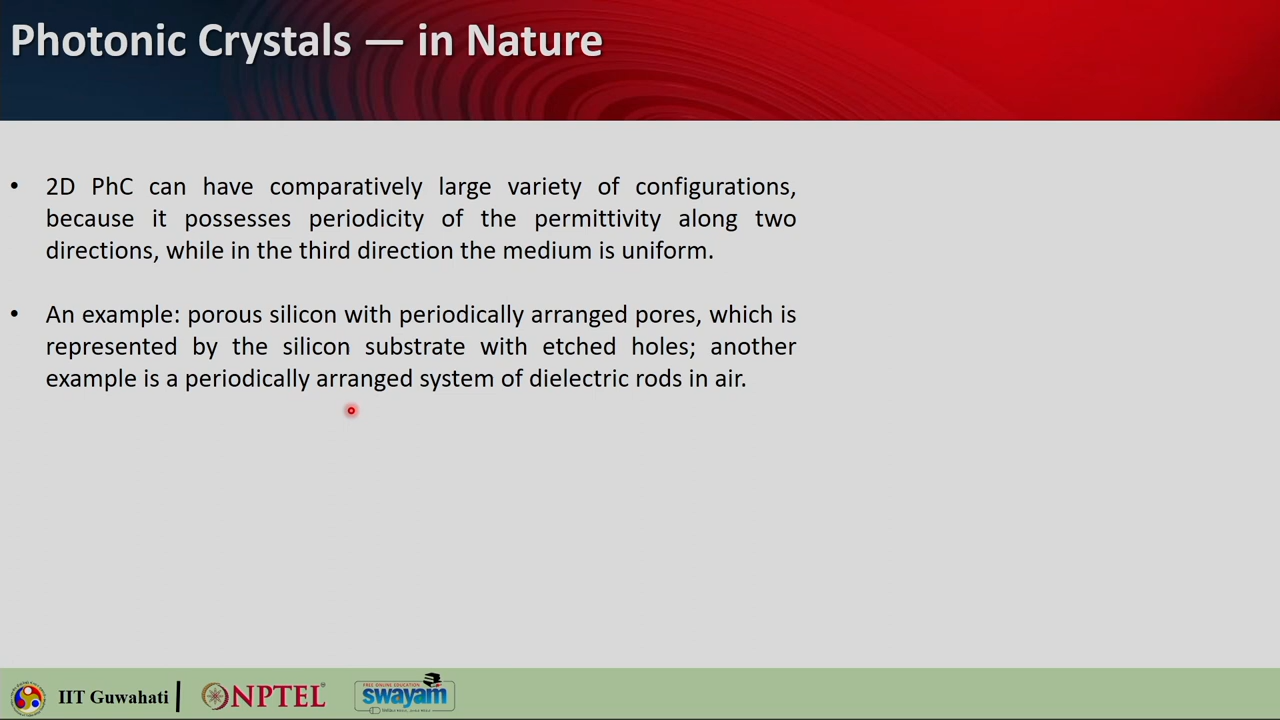 Photonic Crystals — in Nature
• 2D PhC can have comparatively large variety of configurations,
because it possesses periodicity of the permittivity along two
directions, while in the third direction the medium is uniform.
• An example: porous silicon with periodically arranged pores, which is
represented by the silicon substrate with etched holes; another
example is a periodically arranged system of dielectric rods in air.
IIT Guwahati
NPTEL
FREE ONLINE EDUCATION
swayam